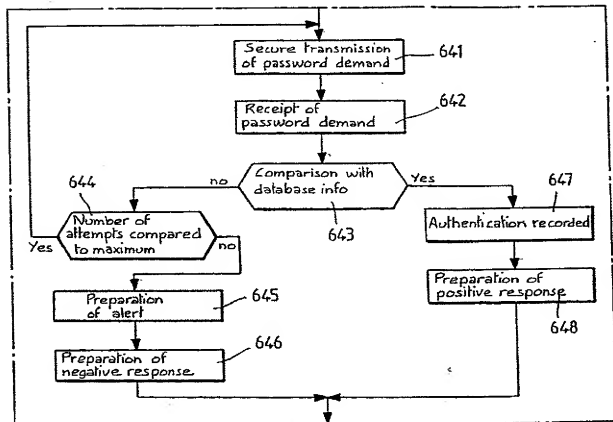 Secure transmission
of password demand
641
Receipt of
password demand
642
Comparison with
database info
643
no
Yes
644
Number of
attempts compared
to maximum
Yes
no
647
Authentication recorded
Preparation
of alert
645
Preparation of
positive response
648
Preparation of
negative response
646